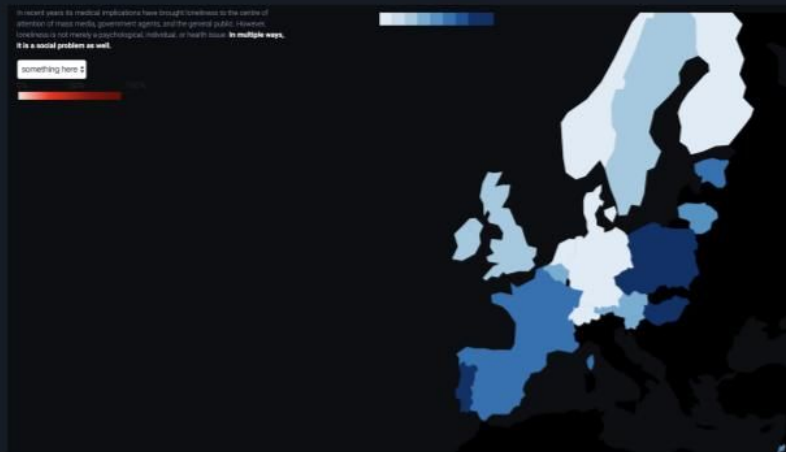 In recent years its medical implications have brought loneliness to the centre of
attention of mass media, government agents, and the general public. However,
loneliness is not merely a psychological, individual, or health issue. In multiple ways,
it is a social problem as well.
something here